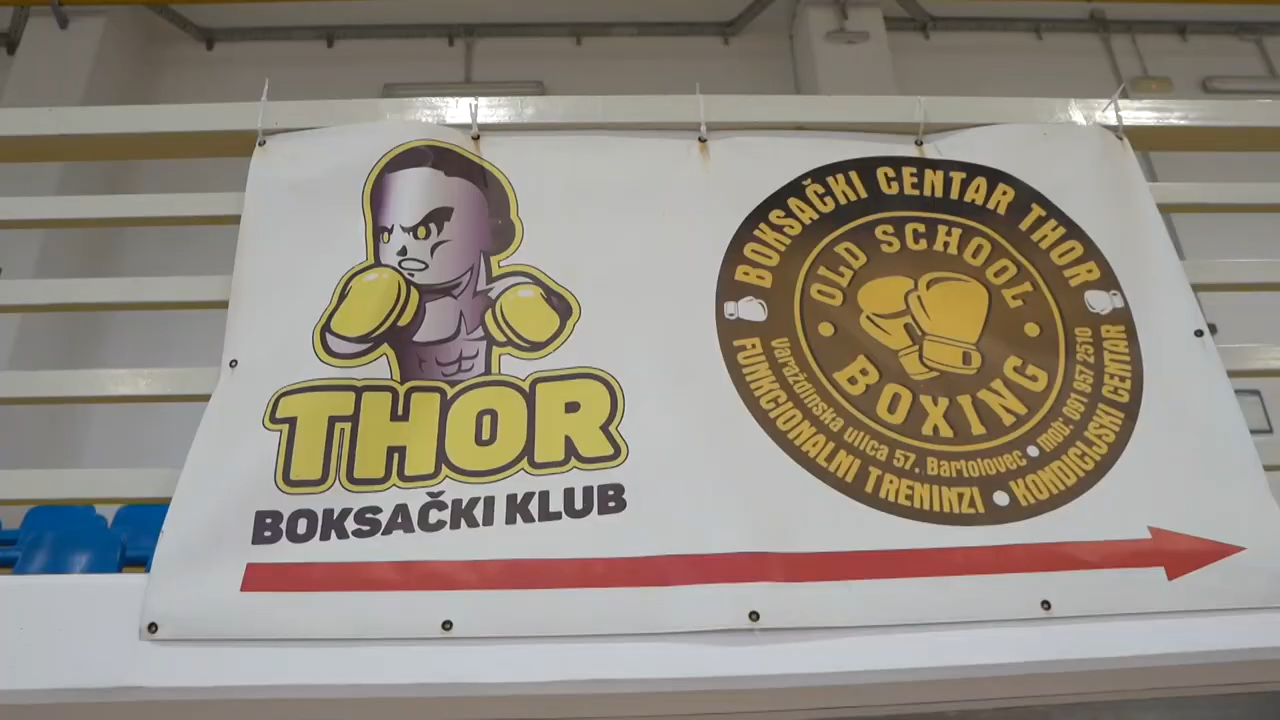 THOR
BOKSAČKI KLUB
BOKSAČKI CENTAR THOR
OLD SCHOOL
BOXING
Varaždinska ulica 57. Bartolovec • mob: 091 957 2510
FUNKCIONALNI TRENINZI • KONDICIJSKI CENTAR